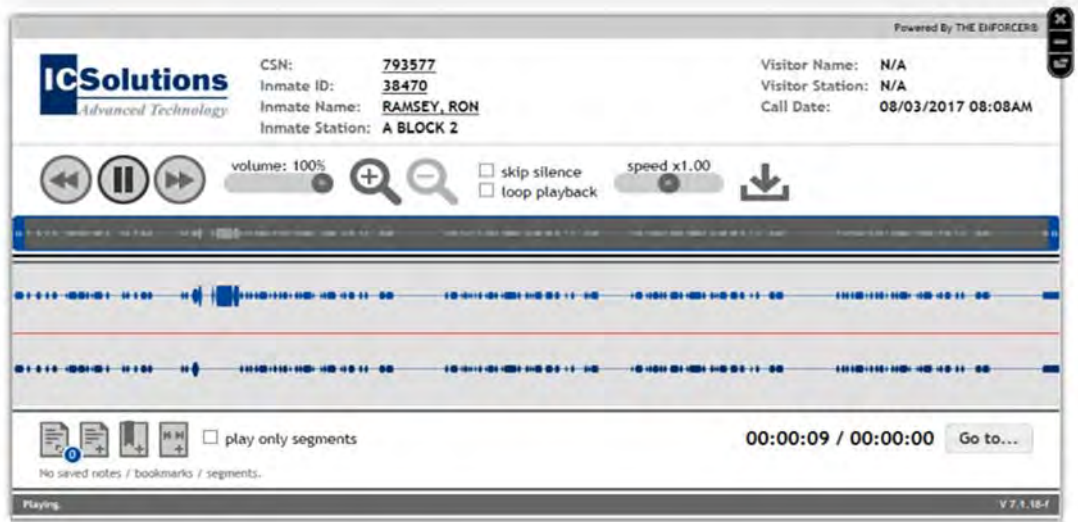 Powered By THE ENFORCER®
ICSolutions
Advanced Technology
CSN: 793577
Inmate ID: 38470
Inmate Name: RAMSEY, RON
Inmate Station: A BLOCK 2
Visitor Name: N/A
Visitor Station: N/A
Call Date: 08/03/2017 08:08AM
volume: 100%
skip silence
loop playback
speed x1.00
0
play only segments
00:00:09 / 00:00:00 Go to...
No saved notes / bookmarks / segments.
Playing.
V 7.1.18-f